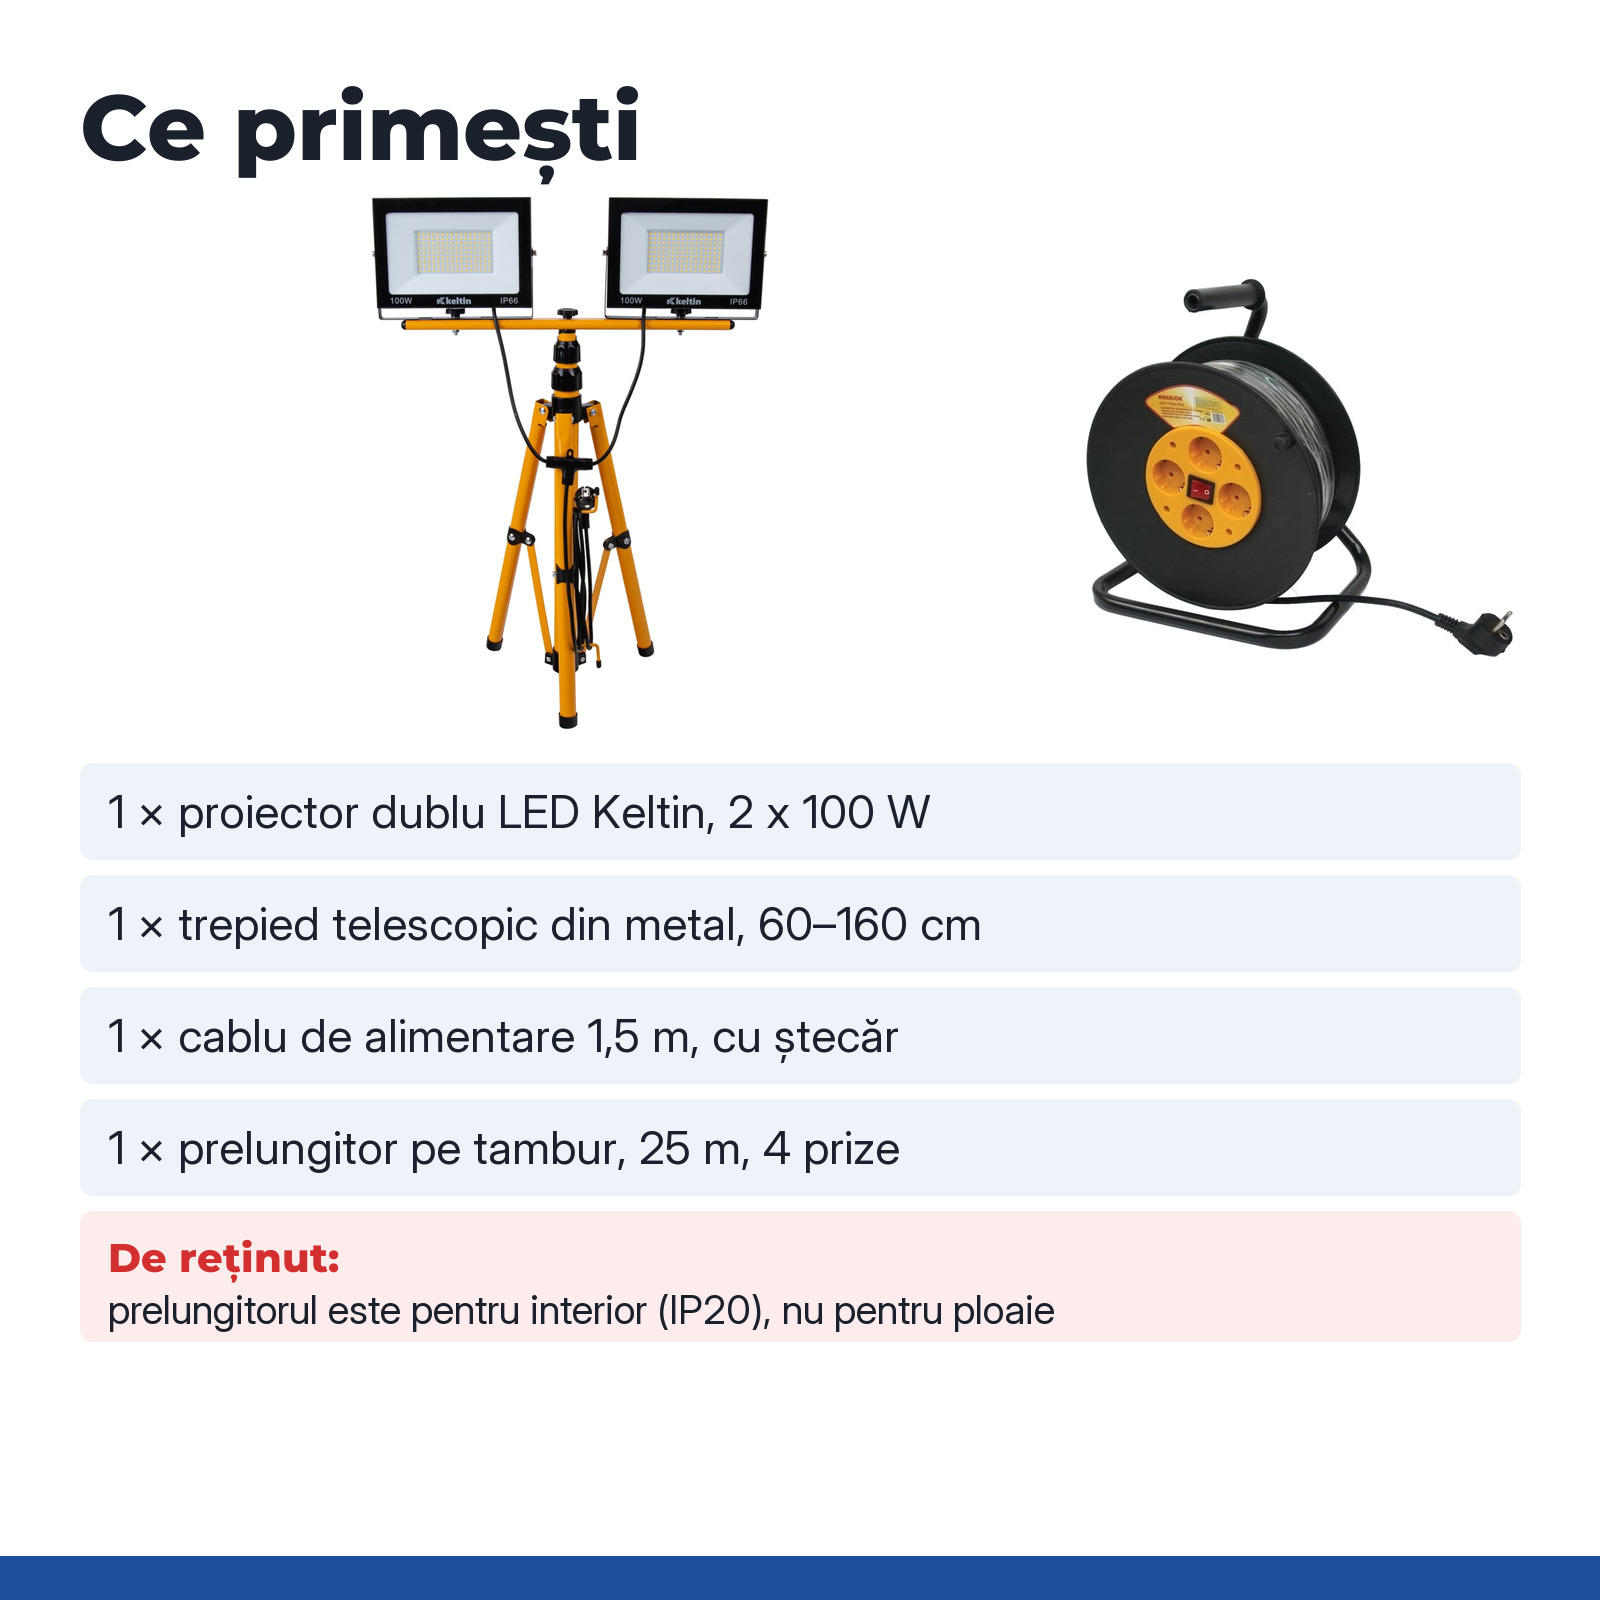 Ce primești
100W keltin IP66
100W keltin IP66
1 × proiector dublu LED Keltin, 2 x 100 W
1 × trepied telescopic din metal, 60–160 cm
1 × cablu de alimentare 1,5 m, cu ștecăr
1 × prelungitor pe tambur, 25 m, 4 prize
De reținut:
prelungitorul este pentru interior (IP20), nu pentru ploaie